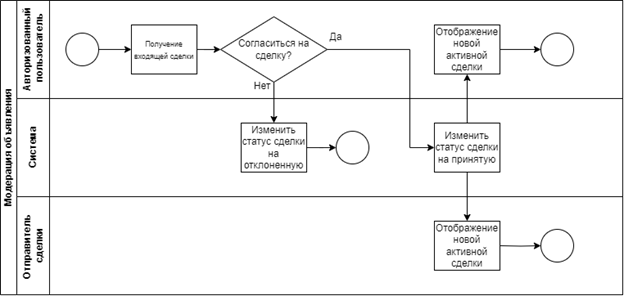 Модерация объявления
Авторизованный
пользователь
Получение
входящей сделки
Согласиться на
сделку?
Да
Нет
Отображение
новой
активной
сделки
Система
Изменить
статус сделки
на
отклоненную
Изменить
статус сделки
на принятую
Отправитель
сделки
Отображение
новой
активной
сделки